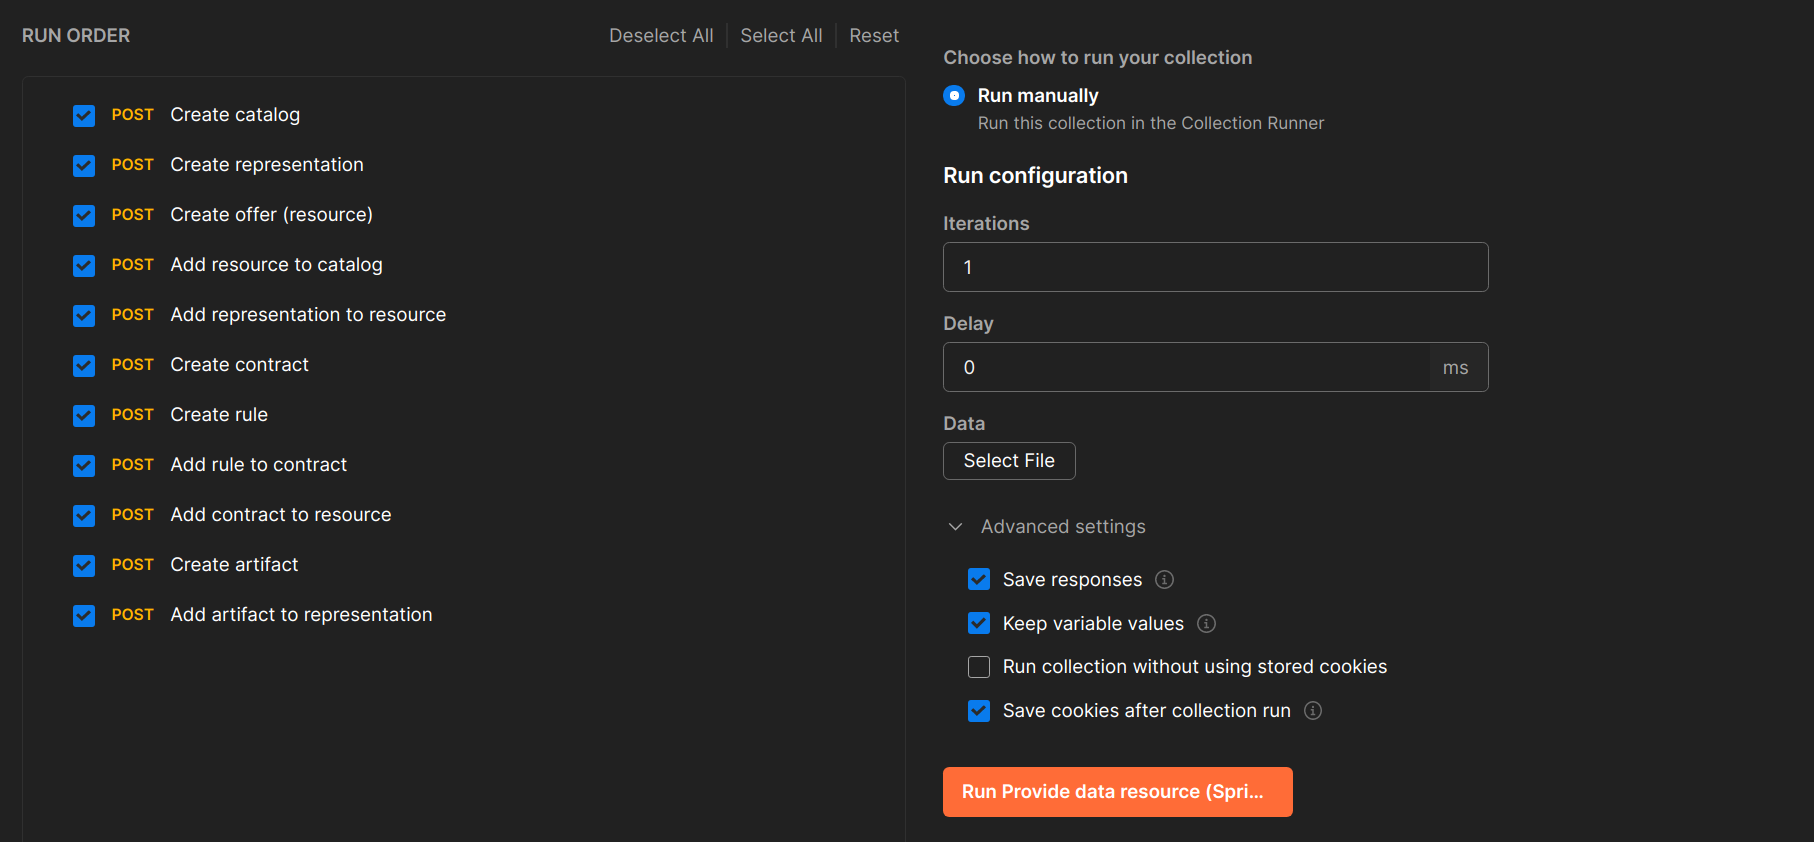 RUN ORDER
Deselect All
Select All
Reset
POST Create catalog
POST Create representation
POST Create offer (resource)
POST Add resource to catalog
POST Add representation to resource
POST Create contract
POST Create rule
POST Add rule to contract
POST Add contract to resource
POST Create artifact
POST Add artifact to representation
Choose how to run your collection
Run manually
Run this collection in the Collection Runner
Run configuration
Iterations
1
Delay
0 ms
Data
Select File
Advanced settings
Save responses
Keep variable values
Run collection without using stored cookies
Save cookies after collection run
Run Provide data resource (Spri...